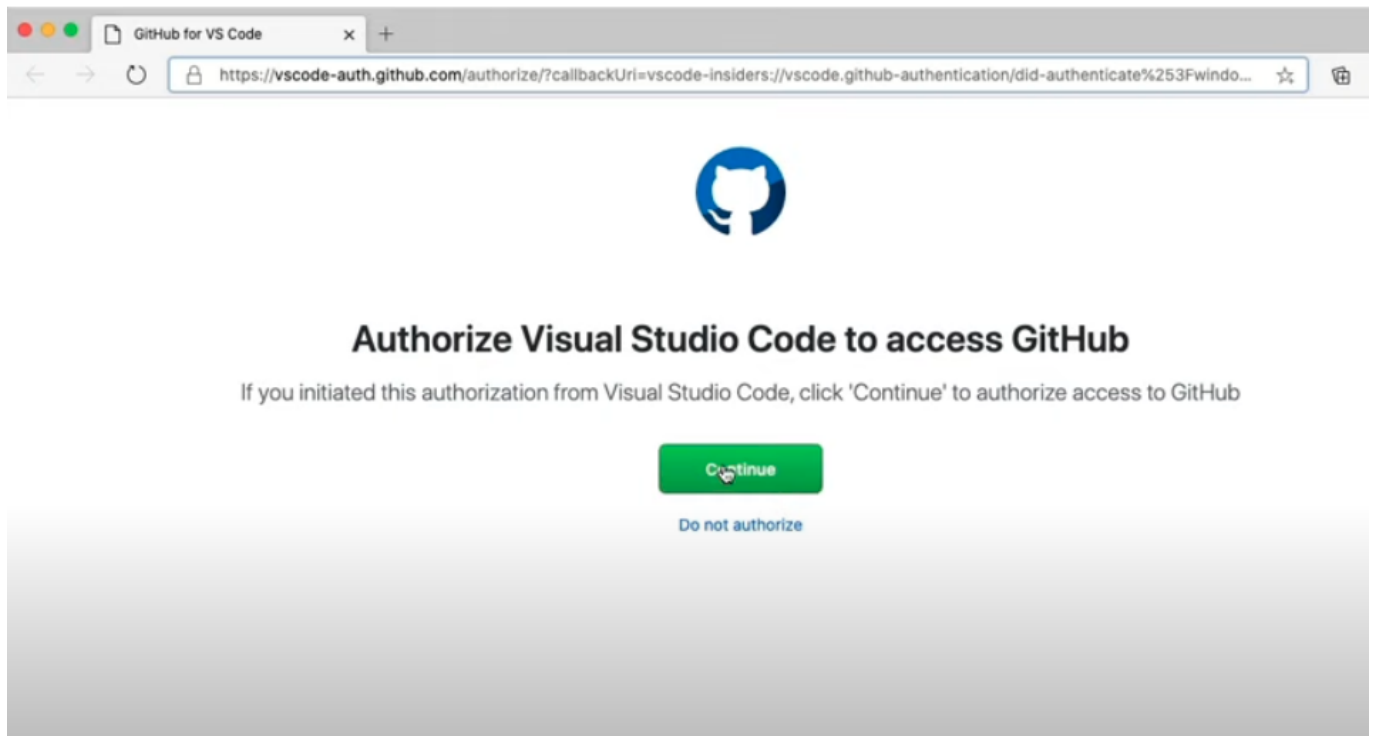 GitHub for VS Code
https://vscode-auth.github.com/authorize/?callbackUri=vscode-insiders://vscode.github-authentication/did-authenticate%253Fwindo...
Authorize Visual Studio Code to access GitHub
If you initiated this authorization from Visual Studio Code, click 'Continue' to authorize access to GitHub
Continue
Do not authorize